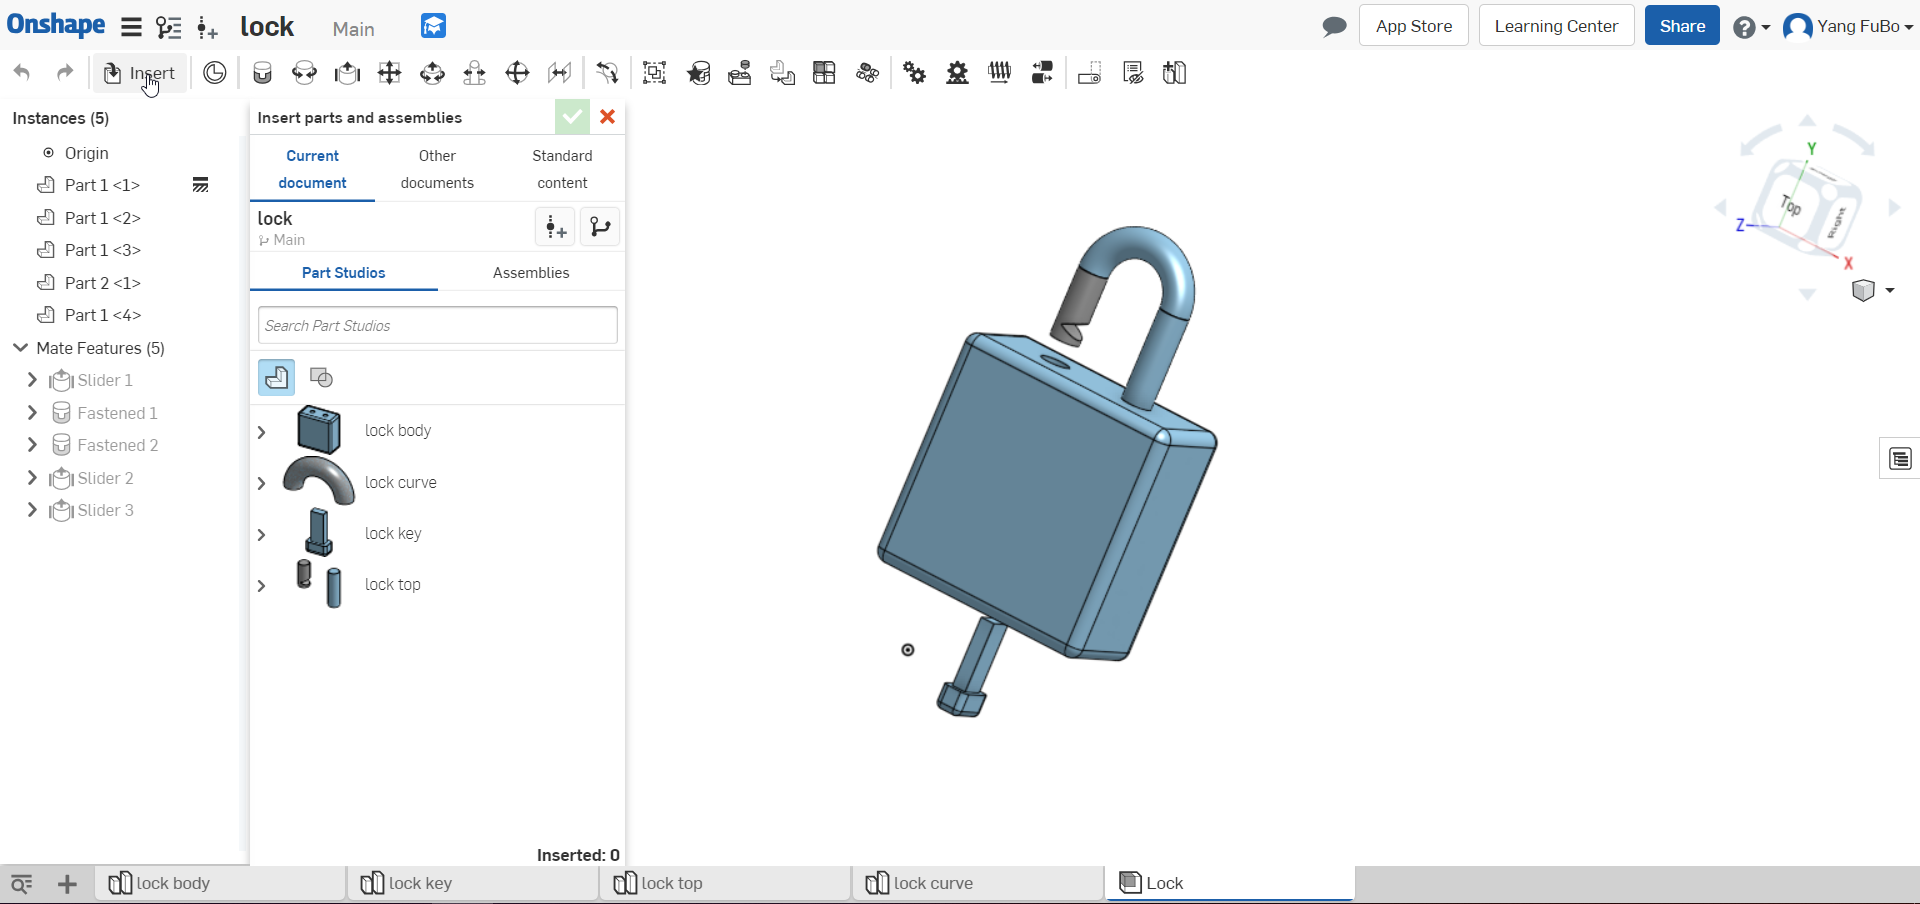 Onshape lock Main App Store Learning Center Share Yang FuBo
Insert
Instances (5)
Origin
Part 1 <1>
Part 1 <2>
Part 1 <3>
Part 2 <1>
Part 1 <4>
Mate Features (5)
Slider 1
Fastened 1
Fastened 2
Slider 2
Slider 3
Insert parts and assemblies
Current document
Other documents
Standard content
lock
Main
Part Studios Assemblies
Search Part Studios
lock body
lock curve
lock key
lock top
Inserted: 0
Y
Top
Right
Z
X
lock body lock key lock top lock curve Lock